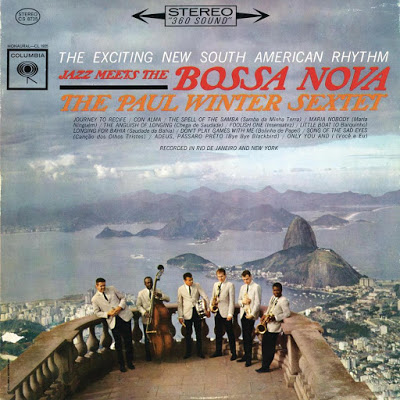 STEREO
"360 SOUND"
STEREO
CS 8725
COLUMBIA
THE EXCITING NEW SOUTH AMERICAN RHYTHM
JAZZ MEETS THE BOSSA NOVA
THE PAUL WINTER SEXTET
JOURNEY TO RECIFE / CON ALMA / THE SPELL OF THE SAMBA (Samba da Minha Terra) / MARIA NOBODY (Maria
Ninguém) / THE ANGUISH OF LONGING (Chega de Saudade) / FOOLISH ONE (Insensatez) / LITTLE BOAT (O Barquinho)
LONGING FOR BAHIA (Saudade da Bahia) / DON'T PLAY GAMES WITH ME (Bolinha de Papel) / SONG OF THE SAD EYES
(Canção dos Olhos Tristes) / ADEUS, PASSARO PRETO (Bye Bye Blackbird) / ONLY YOU AND I (Você e Eu)
RECORDED IN RIO DE JANEIRO AND NEW YORK